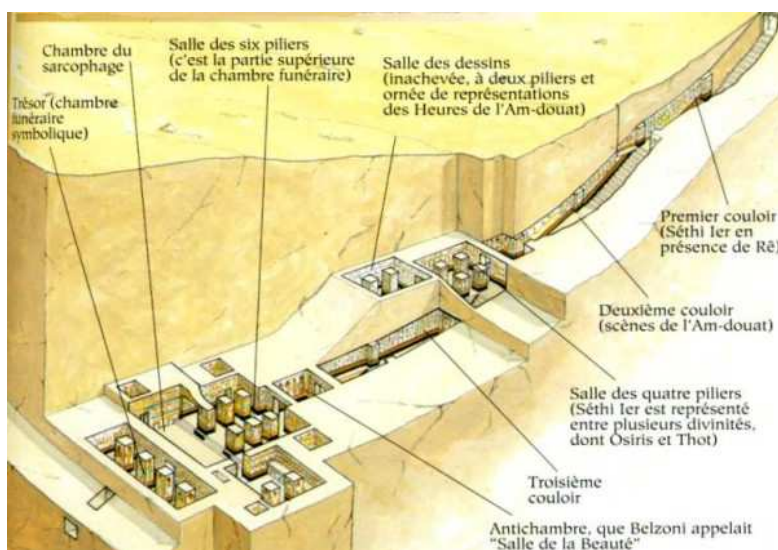 Chambre du
sarcophage
Salle des six piliers
(c'est la partie supérieure
de la chambre funéraire)
Salle des dessins
(inachevée, à deux piliers et
ornée de représentations
des Heures de l'Am-douat)
Trésor (chambre
funéraire
symbolique)
Premier couloir
(Séthi Ier en
présence de Rê)
Deuxième couloir
(scènes de l'Am-douat)
Salle des quatre piliers
(Séthi Ier est représenté
entre plusieurs divinités,
dont Osiris et Thot)
Troisième
couloir
Antichambre, que Belzoni appelait
"Salle de la Beauté"